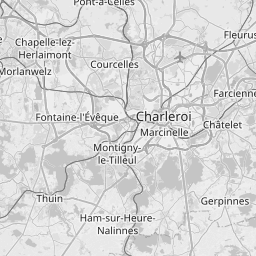 Pont-à-Celles
Fleurus
Chapelle-lez-
Herlaimont
Courcelles
Morlanwelz
Farcienne
Fontaine-l'Évêque
Charleroi
Marcinelle
Châtelet
Montigny-
le-Tilleul
Thuin
Gerpinnes
Ham-sur-Heure-
Nalinnes